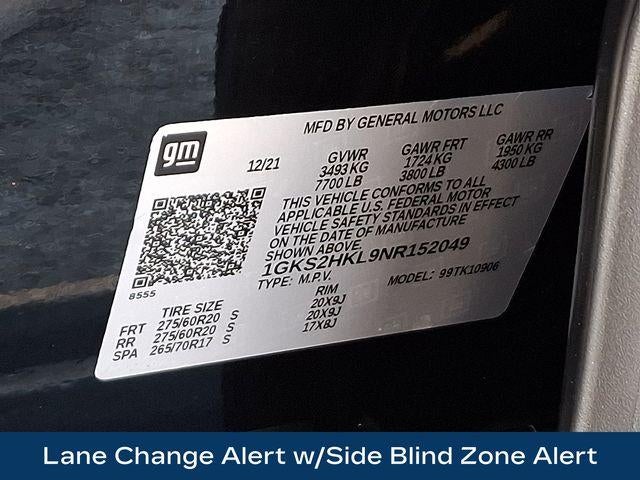 MFD BY GENERAL MOTORS LLC
gm
12/21
GVWR GAWR FRT GAWR RR
3493 KG 1724 KG 1950 KG
7700 LB 3800 LB 4300 LB
THIS VEHICLE CONFORMS TO ALL
APPLICABLE U.S. FEDERAL MOTOR
VEHICLE SAFETY STANDARDS IN EFFECT
ON THE DATE OF MANUFACTURE
SHOWN ABOVE.
1GKS2HKL9NR152049
TYPE: M.P.V. MODEL: 99TK10906
8555
TIRE SIZE RIM
FRT 275/60R20 S 20X9J
RR 275/60R20 S 20X9J
SPA 265/70R17 S 17X8J
Lane Change Alert w/Side Blind Zone Alert